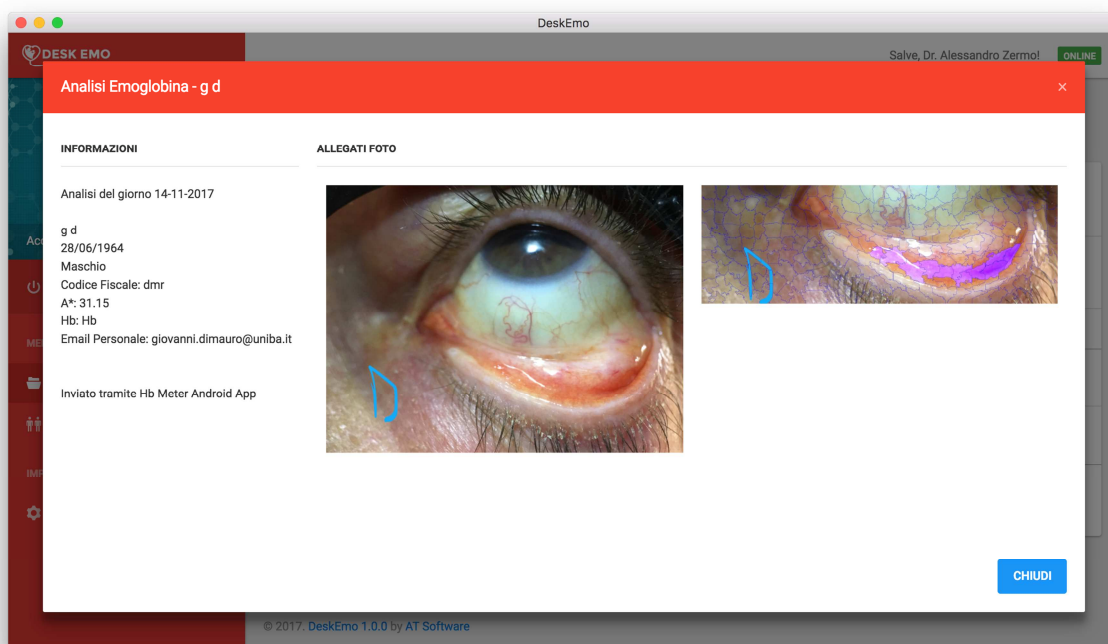 DeskEmo
DESK EMO
Salve, Dr. Alessandro Zermo!
ONLINE
Analisi Emoglobina - g d
×
INFORMAZIONI
Analisi del giorno 14-11-2017
g d
28/06/1964
Maschio
Codice Fiscale: dmr
A*: 31.15
Hb: Hb
Email Personale: giovanni.dimauro@uniba.it
Inviato tramite Hb Meter Android App
ALLEGATI FOTO
D
D
CHIUDI
© 2017. DeskEmo 1.0.0 by AT Software